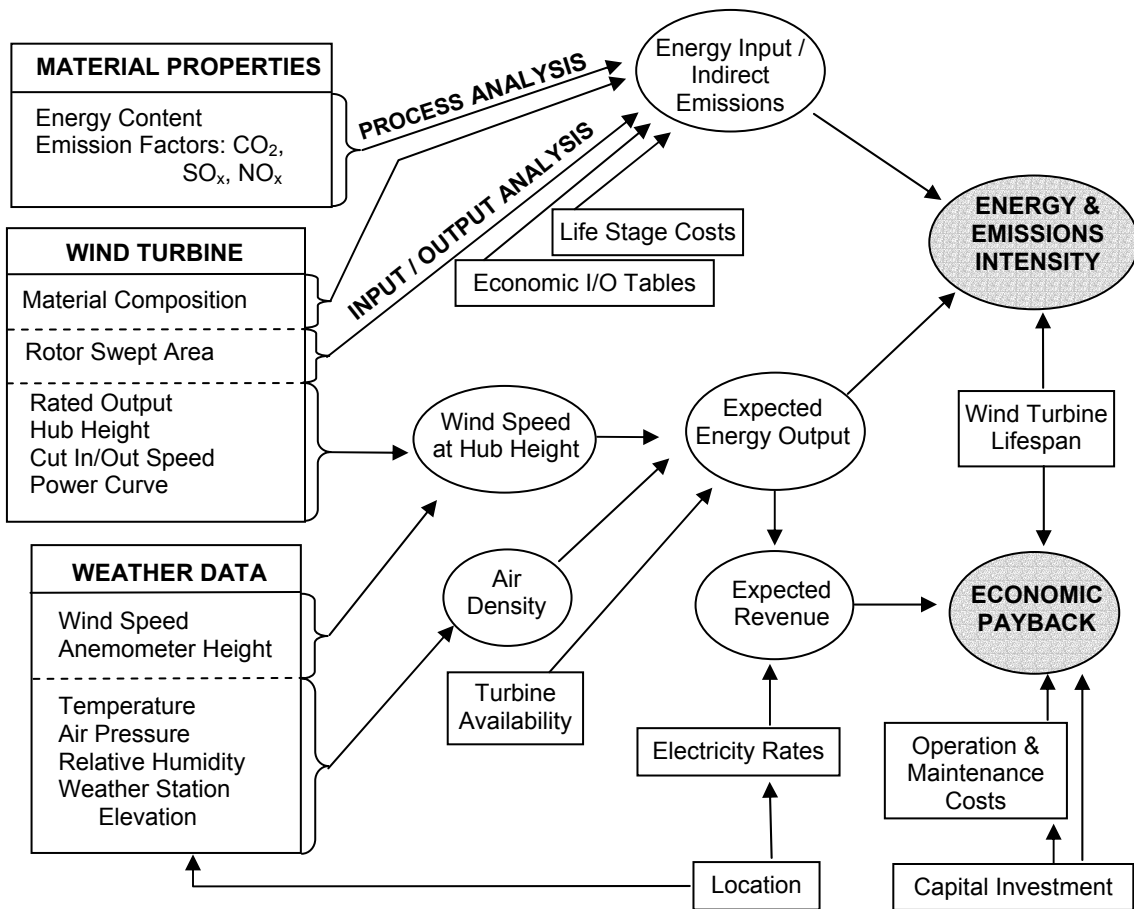 MATERIAL PROPERTIES
Energy Content
Emission Factors: CO₂,
SOₓ, NOₓ
WIND TURBINE
Material Composition
Rotor Swept Area
Rated Output
Hub Height
Cut In/Out Speed
Power Curve
WEATHER DATA
Wind Speed
Anemometer Height
Temperature
Air Pressure
Relative Humidity
Weather Station
Elevation
PROCESS ANALYSIS
INPUT / OUTPUT ANALYSIS
Energy Input /
Indirect
Emissions
Life Stage Costs
Economic I/O Tables
ENERGY &
EMISSIONS
INTENSITY
Wind Speed
at Hub Height
Expected
Energy Output
Wind Turbine
Lifespan
Air
Density
Expected
Revenue
ECONOMIC
PAYBACK
Turbine
Availability
Electricity Rates
Operation &
Maintenance
Costs
Location
Capital Investment